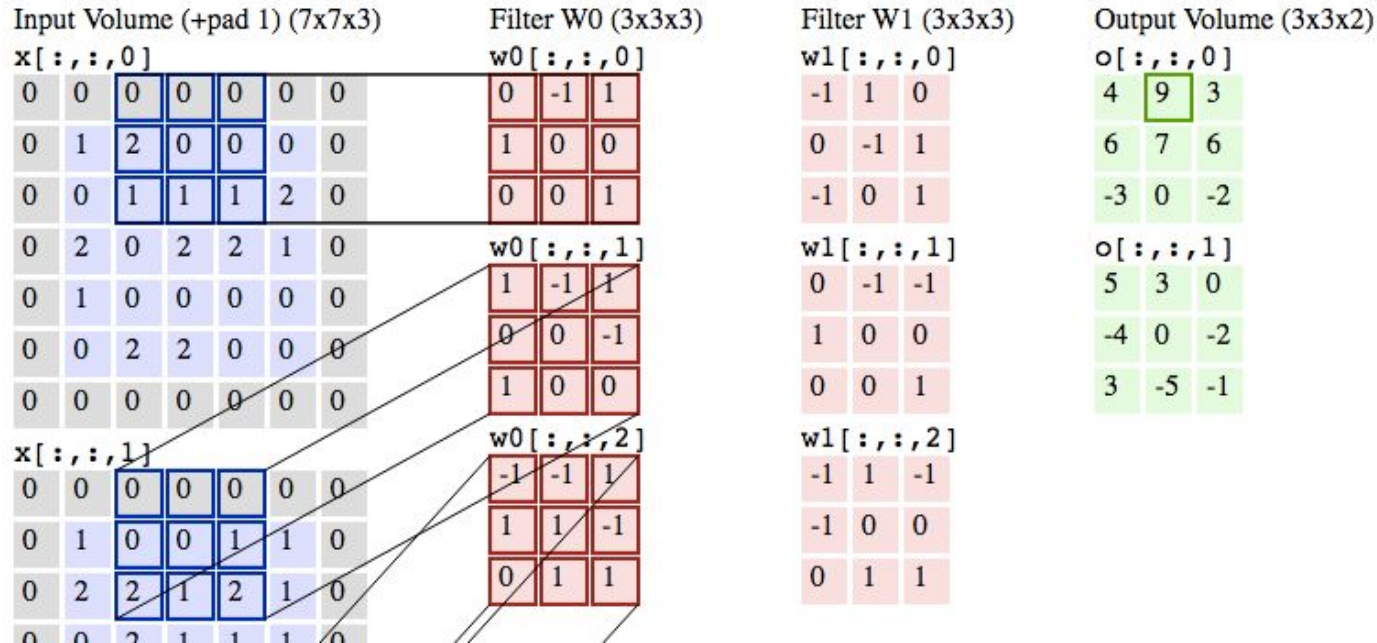 Input Volume (+pad 1) (7x7x3)
x[:,:,0]
0 0 0 0 0 0 0
0 1 2 0 0 0 0
0 0 1 1 1 2 0
0 2 0 2 2 1 0
0 1 0 0 0 0 0
0 0 2 2 0 0 0
0 0 0 0 0 0 0
x[:,:,1]
0 0 0 0 0 0 0
0 1 0 0 1 1 0
0 2 2 1 2 1 0
0 0 2 1 1 1 0
Filter W0 (3x3x3)
w0[:,:,0]
0 -1 1
1 0 0
0 0 1
w0[:,:,1]
1 -1 1
0 0 -1
1 0 0
w0[:,:,2]
-1 -1 1
1 1 -1
0 1 1
Filter W1 (3x3x3)
w1[:,:,0]
-1 1 0
0 -1 1
-1 0 1
w1[:,:,1]
0 -1 -1
1 0 0
0 0 1
w1[:,:,2]
-1 1 -1
-1 0 0
0 1 1
Output Volume (3x3x2)
o[:,:,0]
4 9 3
6 7 6
-3 0 -2
o[:,:,1]
5 3 0
-4 0 -2
3 -5 -1